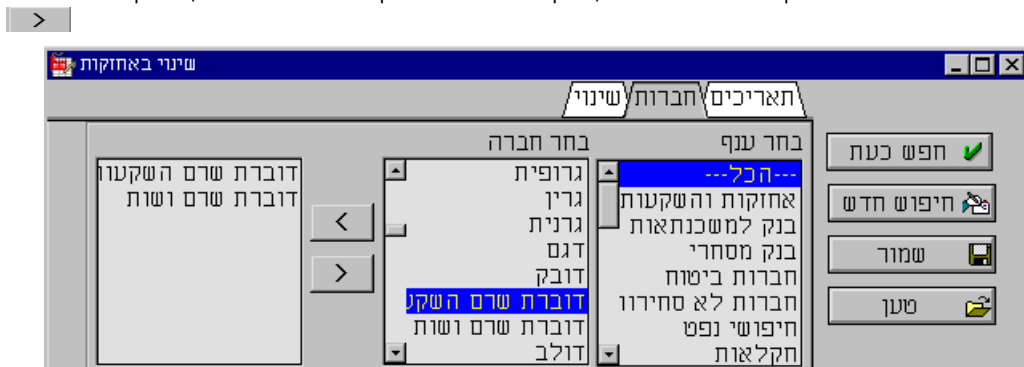 >
שינוי באחזקות
תאריכים חברות שינוי
בחר ענף
בחר חברה
חפש כעת
חיפוש חדש
שמור
טען
---הכל---
אחזקות והשקעות
בנק למשכנתאות
בנק מסחרי
חברות ביטוח
חברות לא סחירוו
חיפושי נפט
חקלאות
גרופית
גרין
גרנית
דגם
דובק
דוברת שרם השקע
דוברת שרם ושות
דולב
<
>
דוברת שרם השקעוו
דוברת שרם ושות